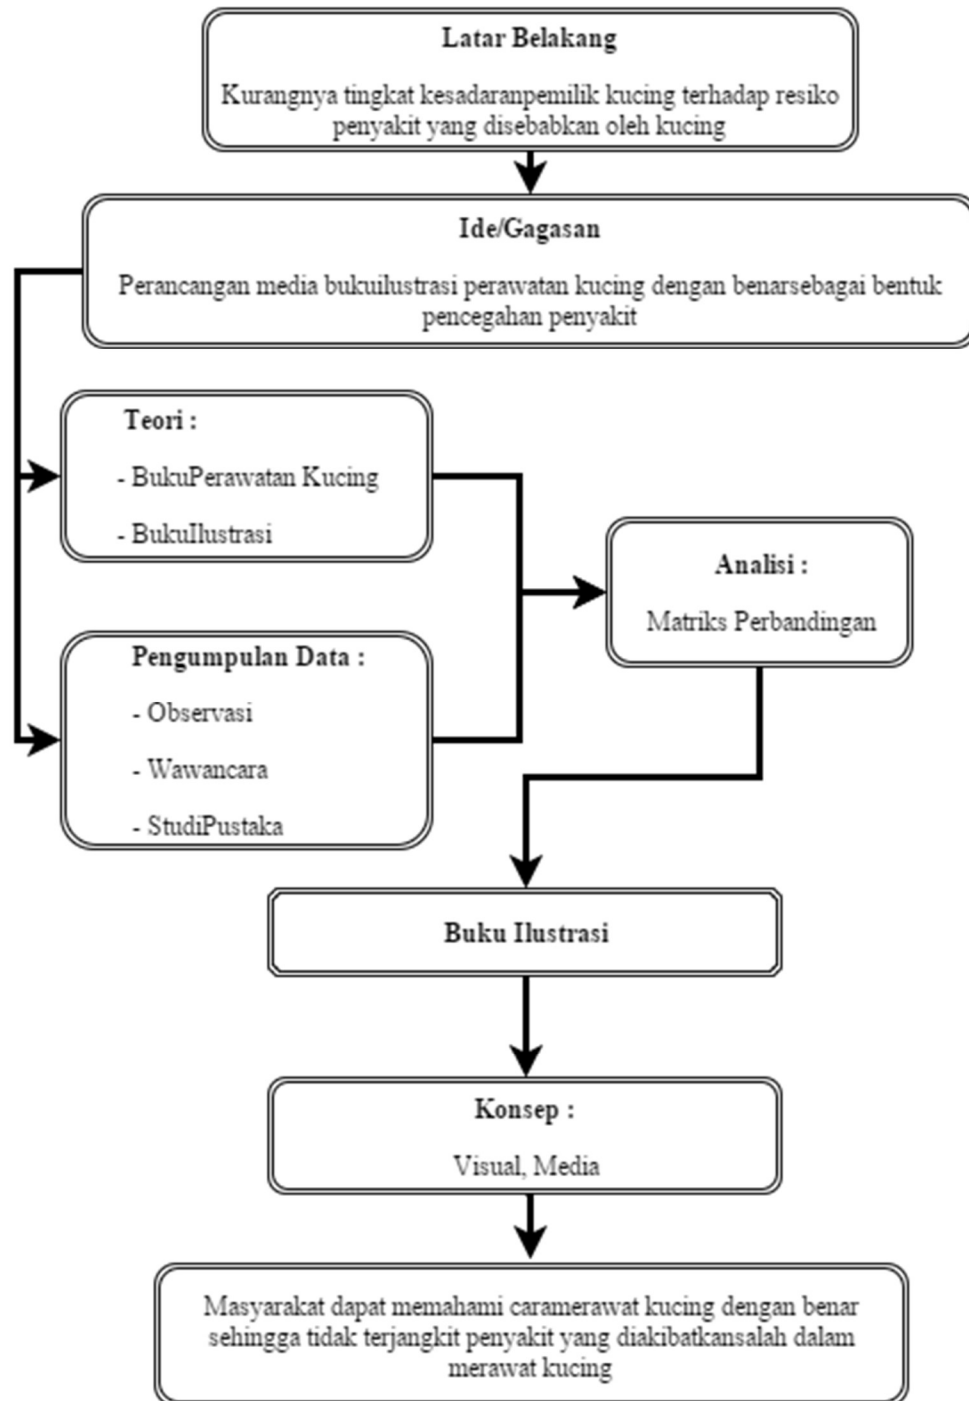 Latar Belakang
Kurangnya tingkat kesadaranpemilik kucing terhadap resiko
penyakit yang disebabkan oleh kucing
Ide/Gagasan
Perancangan media bukuilustrasi perawatan kucing dengan benarsebagai bentuk
pencegahan penyakit
Teori :
- BukuPerawatan Kucing
- BukuIlustrasi
Pengumpulan Data :
- Observasi
- Wawancara
- StudiPustaka
Analisi :
Matriks Perbandingan
Buku Ilustrasi
Konsep :
Visual, Media
Masyarakat dapat memahami caramerawat kucing dengan benar
sehingga tidak terjangkit penyakit yang diakibatkansalah dalam
merawat kucing